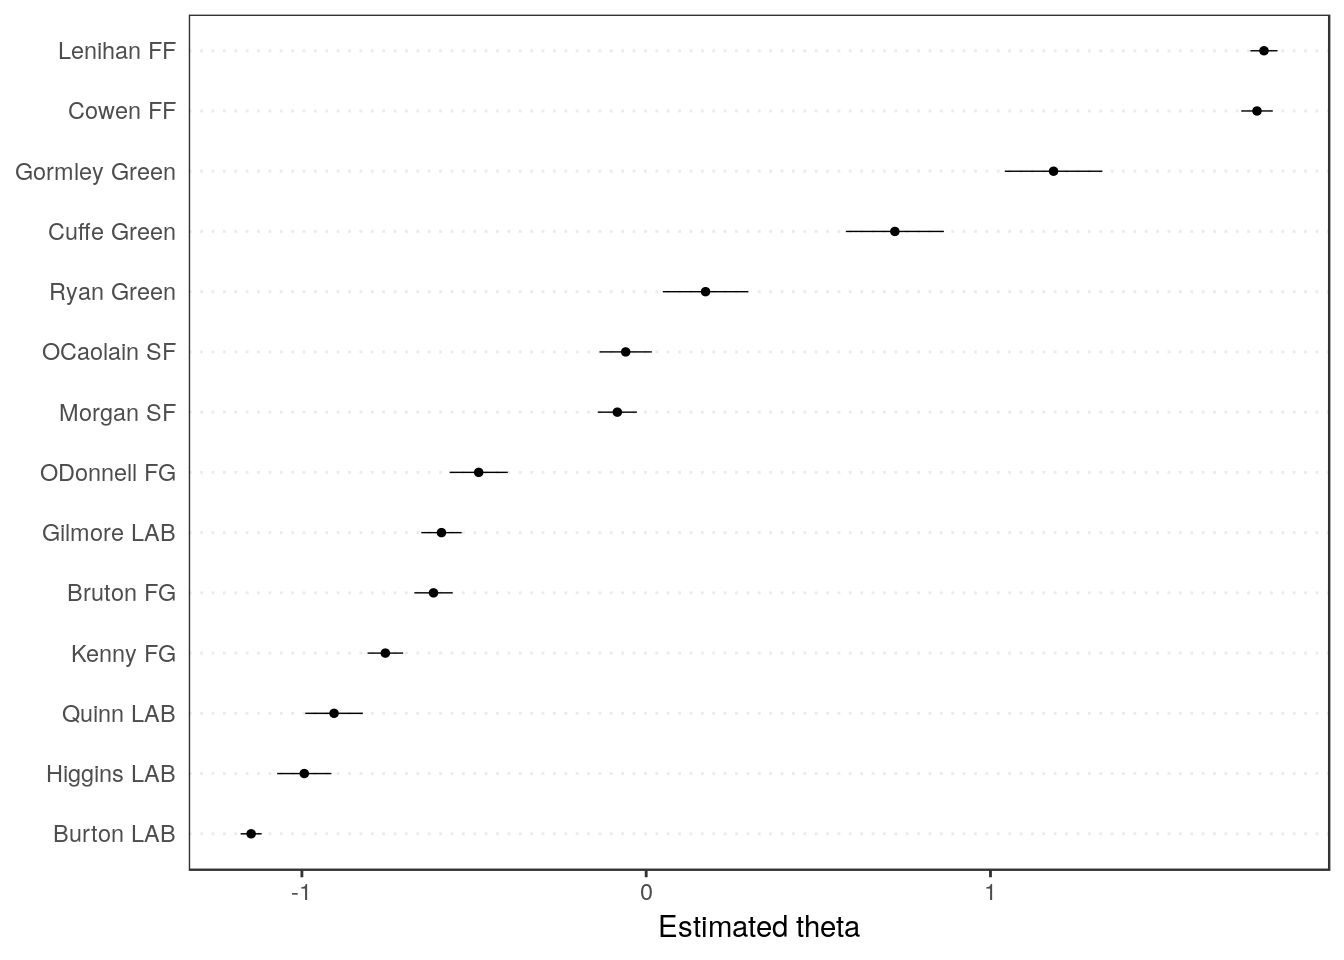 Lenihan FF
Cowen FF
Gormley Green
Cuffe Green
Ryan Green
OCaolain SF
Morgan SF
ODonnell FG
Gilmore LAB
Bruton FG
Kenny FG
Quinn LAB
Higgins LAB
Burton LAB
-1 0 1
Estimated theta